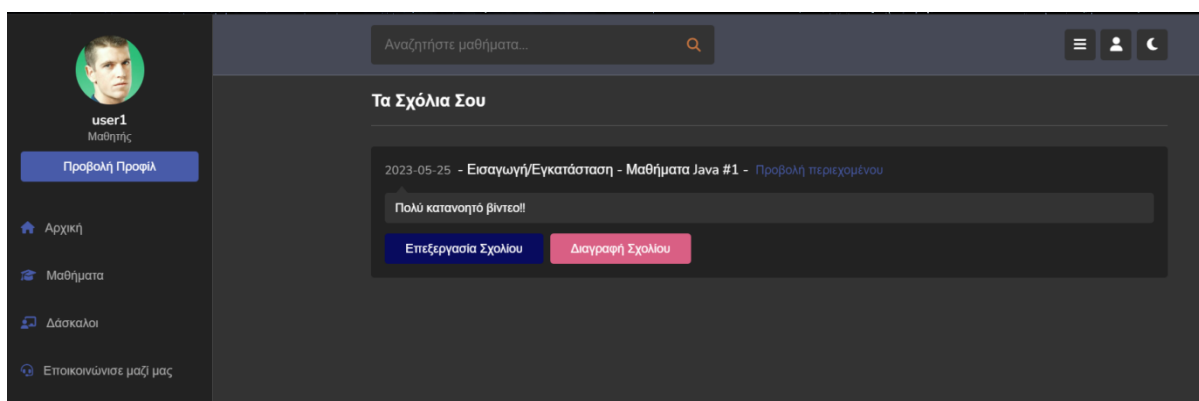 Αναζητήστε μαθήματα...
user1
Μαθητής
Προβολή Προφίλ
Αρχική
Μαθήματα
Δάσκαλοι
Εποικοινώνισε μαζί μας
Τα Σχόλια Σου
2023-05-25 - Εισαγωγή/Εγκατάσταση - Μαθήματα Java #1 - Προβολή περιεχομένου
Πολύ κατανοητό βίντεο!!
Επεξεργασία Σχολίου
Διαγραφή Σχολίου